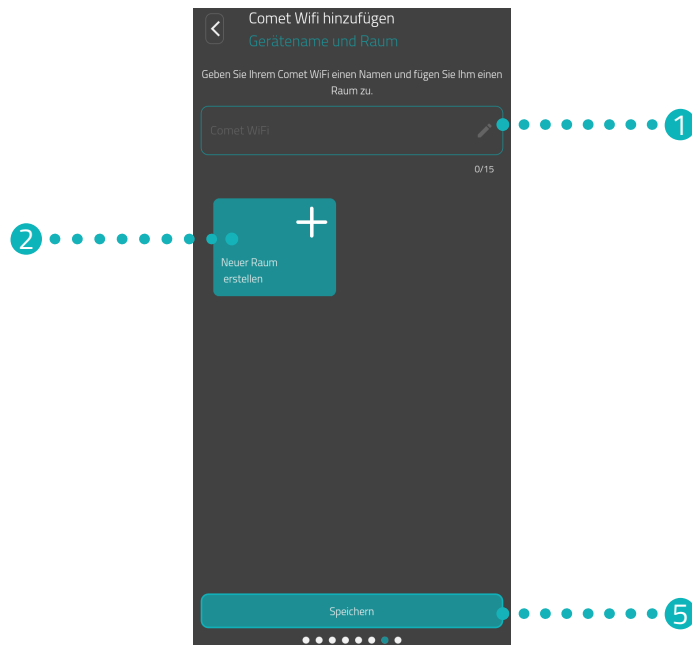 Comet Wifi hinzufügen
Gerätename und Raum
Geben Sie Ihrem Comet WiFi einen Namen und fügen Sie Ihm einen
Raum zu.
Comet WiFi
1
0/15
2
Neuer Raum
erstellen
Speichern
5